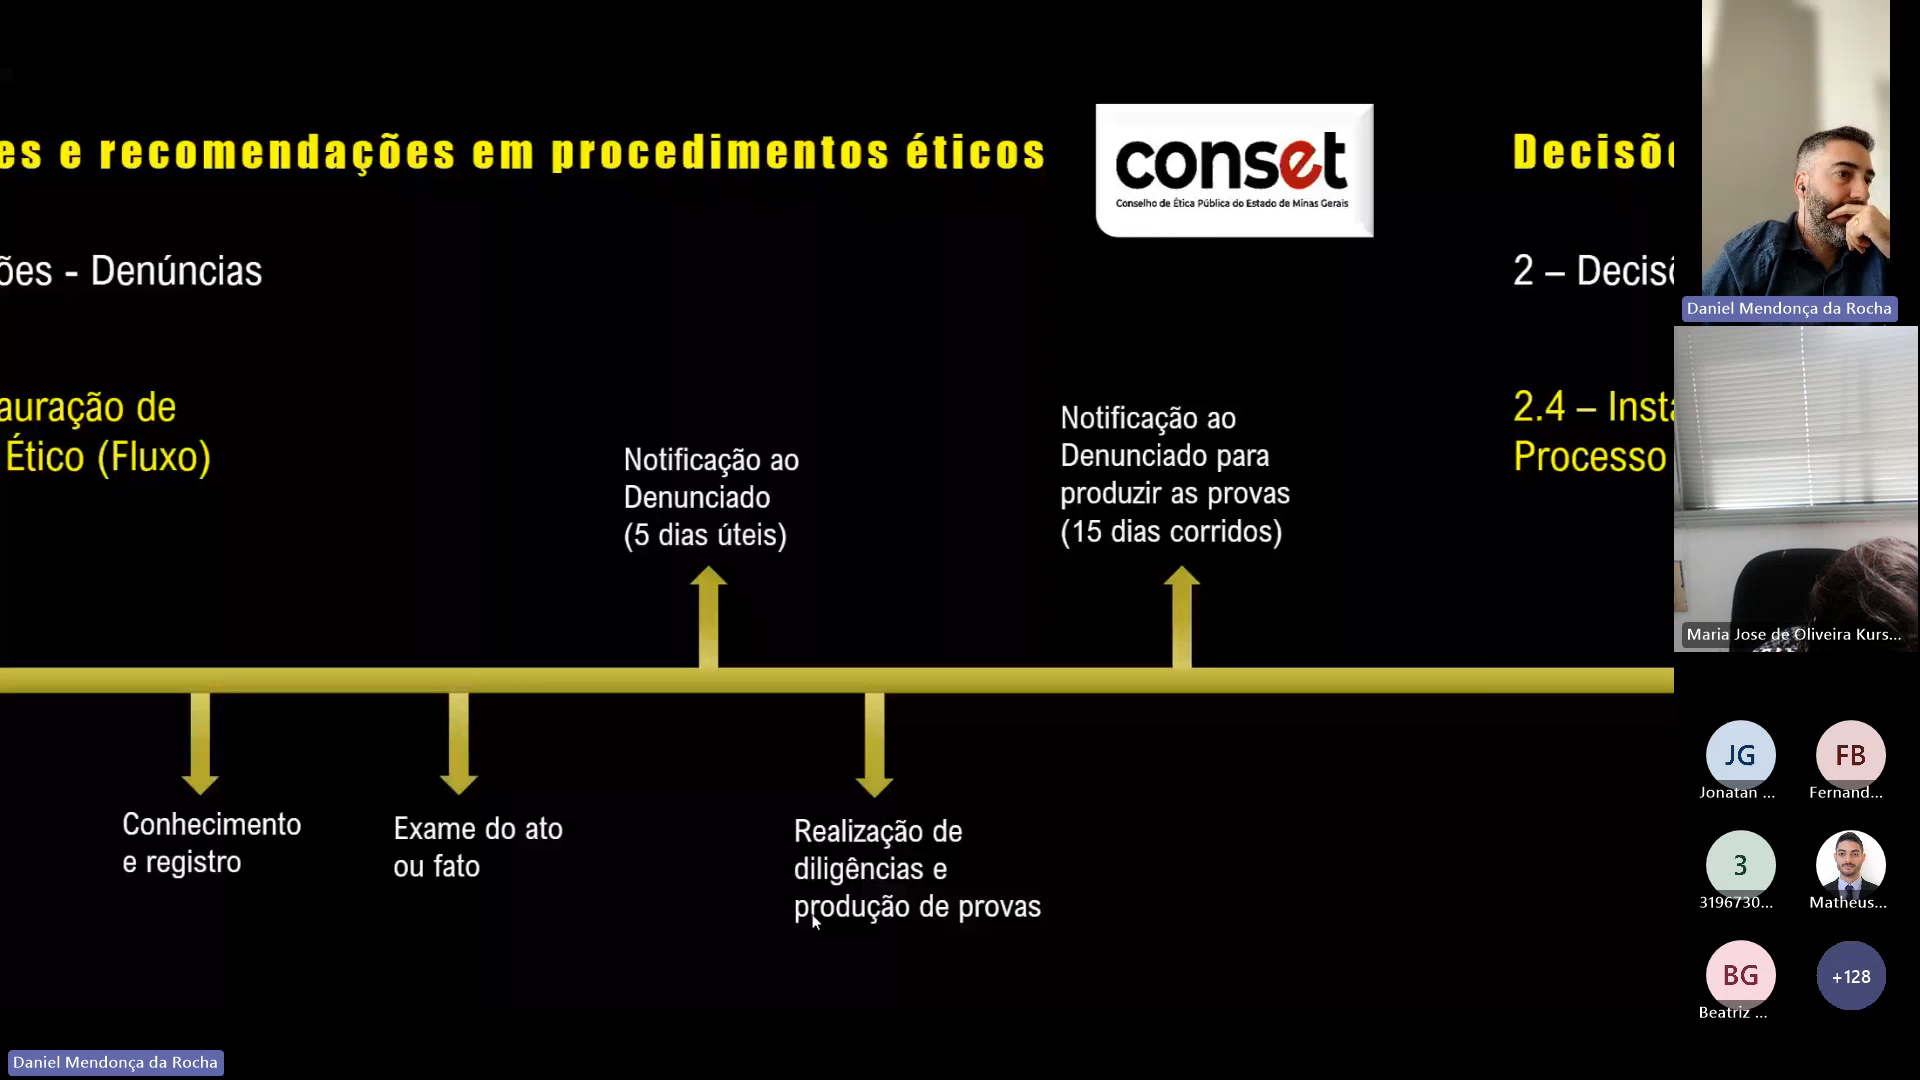 es e recomendações em procedimentos éticos
conset
Conselho de Ética Pública do Estado de Minas Gerais
ões - Denúncias
auração de
Ético (Fluxo)
Notificação ao
Denunciado
(5 dias úteis)
Notificação ao
Denunciado para
produzir as provas
(15 dias corridos)
Conhecimento
e registro
Exame do ato
ou fato
Realização de
diligências e
produção de provas
Decisõ
2 – Decisõ
2.4 – Insta
Processo
Daniel Mendonça da Rocha
Maria Jose de Oliveira Kurs...
JG
Jonatan ...
FB
Fernand...
3
3196730...
Matheus...
BG
Beatriz ...
+128
Daniel Mendonça da Rocha